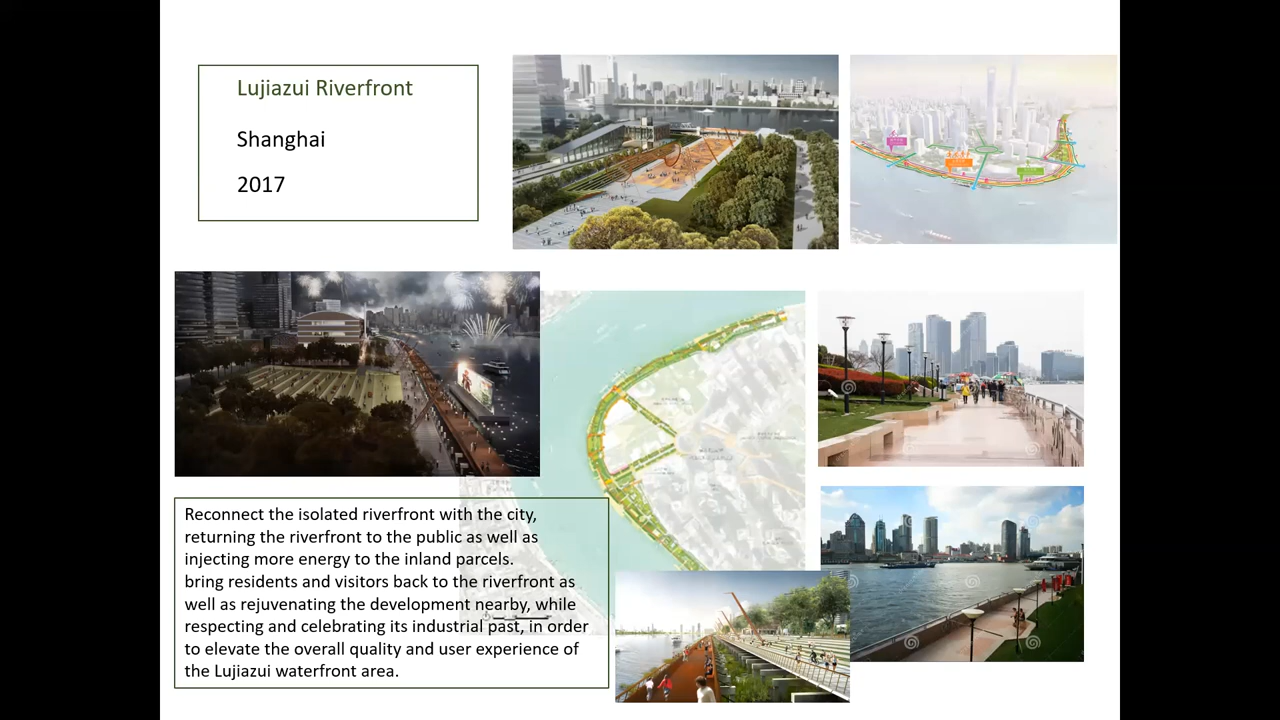 Lujiazui Riverfront
Shanghai
2017
Reconnect the isolated riverfront with the city,
returning the riverfront to the public as well as
injecting more energy to the inland parcels.
bring residents and visitors back to the riverfront as
well as rejuvenating the development nearby, while
respecting and celebrating its industrial past, in order
to elevate the overall quality and user experience of
the Lujiazui waterfront area.